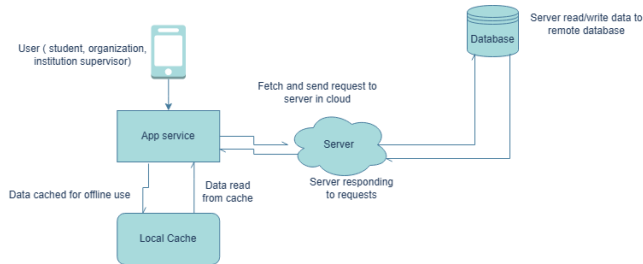 User ( student, organization,
institution supervisor)
Database
Server read/write data to
remote database
Fetch and send request to
server in cloud
App service
Server
Server responding
to requests
Data cached for offline use
Data read
from cache
Local Cache